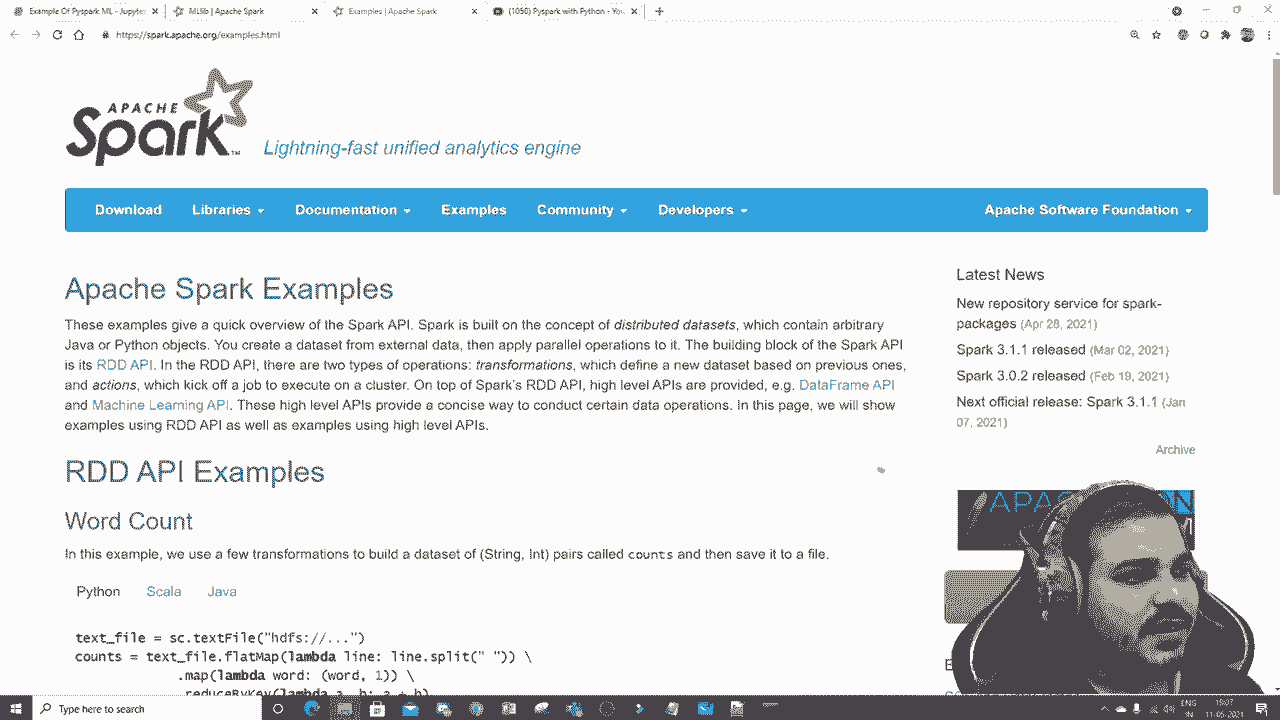 Example Of Pyspark ML - Jupyter
MLlib | Apache Spark
Examples | Apache Spark
(1050) Pyspark with Python - You
https://spark.apache.org/examples.html
APACHE
Spark
TM
Lightning-fast unified analytics engine
Download
Libraries
Documentation
Examples
Community
Developers
Apache Software Foundation
Apache Spark Examples
These examples give a quick overview of the Spark API. Spark is built on the concept of distributed datasets, which contain arbitrary
Java or Python objects. You create a dataset from external data, then apply parallel operations to it. The building block of the Spark API
is its RDD API. In the RDD API, there are two types of operations: transformations, which define a new dataset based on previous ones,
and actions, which kick off a job to execute on a cluster. On top of Spark's RDD API, high level APIs are provided, e.g. DataFrame API
and Machine Learning API. These high level APIs provide a concise way to conduct certain data operations. In this page, we will show
examples using RDD API as well as examples using high level APIs.
RDD API Examples
Word Count
In this example, we use a few transformations to build a dataset of (String, Int) pairs called counts and then save it to a file.
Python
Scala
Java
text_file = sc.textFile("hdfs://...")
counts = text_file.flatMap(lambda line: line.split(" ")) \
.map(lambda word: (word, 1)) \
.reduceByKey(lambda a, b: a + b)
Latest News
New repository service for spark-
packages (Apr 28, 2021)
Spark 3.1.1 released (Mar 02, 2021)
Spark 3.0.2 released (Feb 19, 2021)
Next official release: Spark 3.1.1 (Jan
07, 2021)
Archive
Type here to search
ENG
IN
11-05-2021